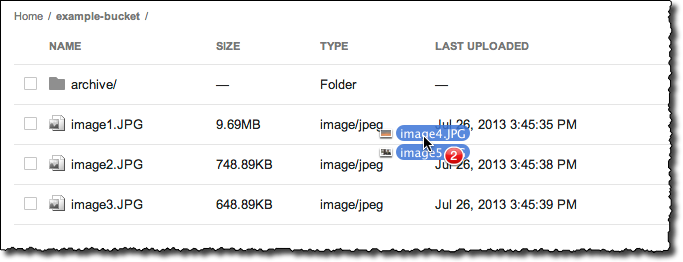 Home / example-bucket /
NAME SIZE TYPE LAST UPLOADED
archive/ — Folder —
image1.JPG 9.69MB image/jpeg Jul 26, 2013 3:45:35 PM
image4.JPG
image5 2
image2.JPG 748.89KB image/jpeg Jul 26, 2013 3:45:38 PM
image3.JPG 648.89KB image/jpeg Jul 26, 2013 3:45:39 PM